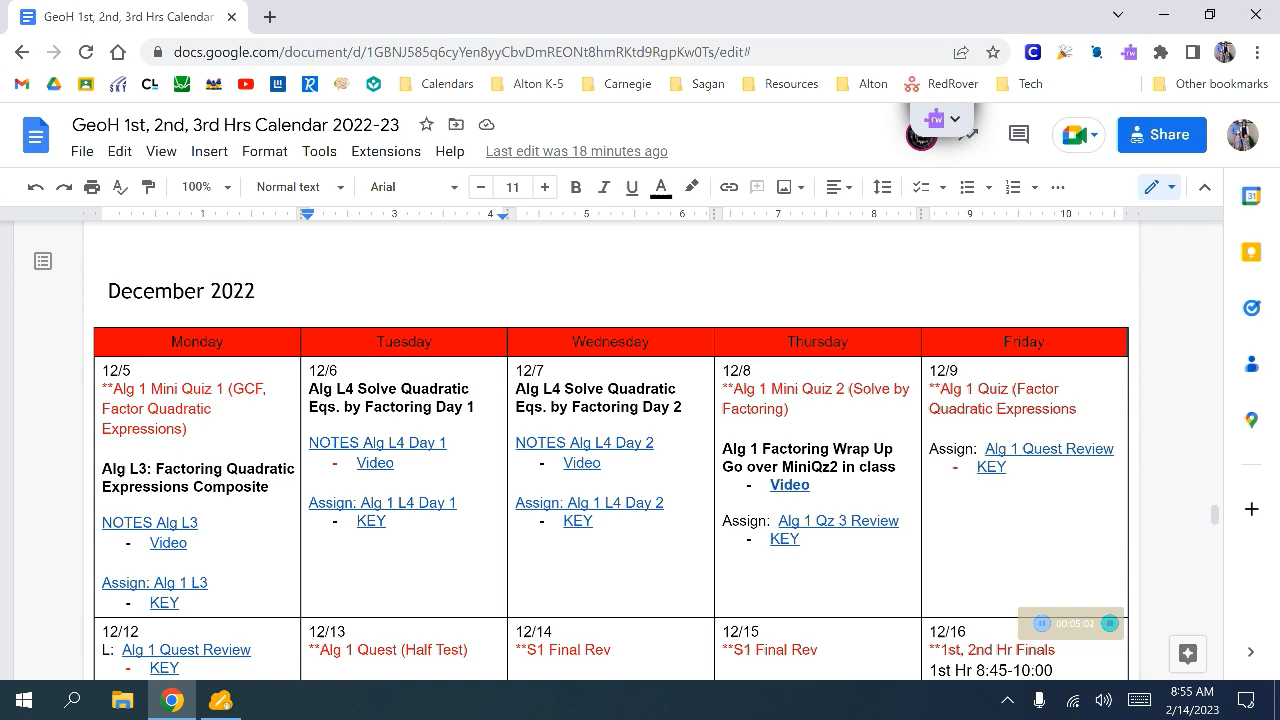 GeoH 1st, 2nd, 3rd Hrs Calendar
docs.google.com/document/d/1GBNJ585q6cyYen8yyCbvDmREONt8hmRKtd9RgpKw0Ts/edit#
Calendars Alton K-5 Carnegie Sagan Resources Alton RedRover Tech Other bookmarks
GeoH 1st, 2nd, 3rd Hrs Calendar 2022-23
rw
Share
File Edit View Insert Format Tools Extensions Help Last edit was 18 minutes ago
100% Normal text Arial 11
1 2 3 4 5 6 7 8 9 10
December 2022
Monday Tuesday Wednesday Thursday Friday
12/5
**Alg 1 Mini Quiz 1 (GCF,
Factor Quadratic
Expressions)
Alg L3: Factoring Quadratic
Expressions Composite
NOTES Alg L3
- Video
Assign: Alg 1 L3
- KEY
12/6
Alg L4 Solve Quadratic
Eqs. by Factoring Day 1
NOTES Alg L4 Day 1
- Video
Assign: Alg 1 L4 Day 1
- KEY
12/7
Alg L4 Solve Quadratic
Eqs. by Factoring Day 2
NOTES Alg L4 Day 2
- Video
Assign: Alg 1 L4 Day 2
- KEY
12/8
**Alg 1 Mini Quiz 2 (Solve by
Factoring)
Alg 1 Factoring Wrap Up
Go over MiniQz2 in class
- Video
Assign: Alg 1 Qz 3 Review
- KEY
12/9
**Alg 1 Quiz (Factor
Quadratic Expressions
Assign: Alg 1 Quest Review
- KEY
00:05:02
12/12
L: Alg 1 Quest Review
- KEY
12/13
**Alg 1 Quest (Half Test)
12/14
**S1 Final Rev
12/15
**S1 Final Rev
12/16
**1st, 2nd Hr Finals
1st Hr 8:45-10:00
8:55 AM
2/14/2023